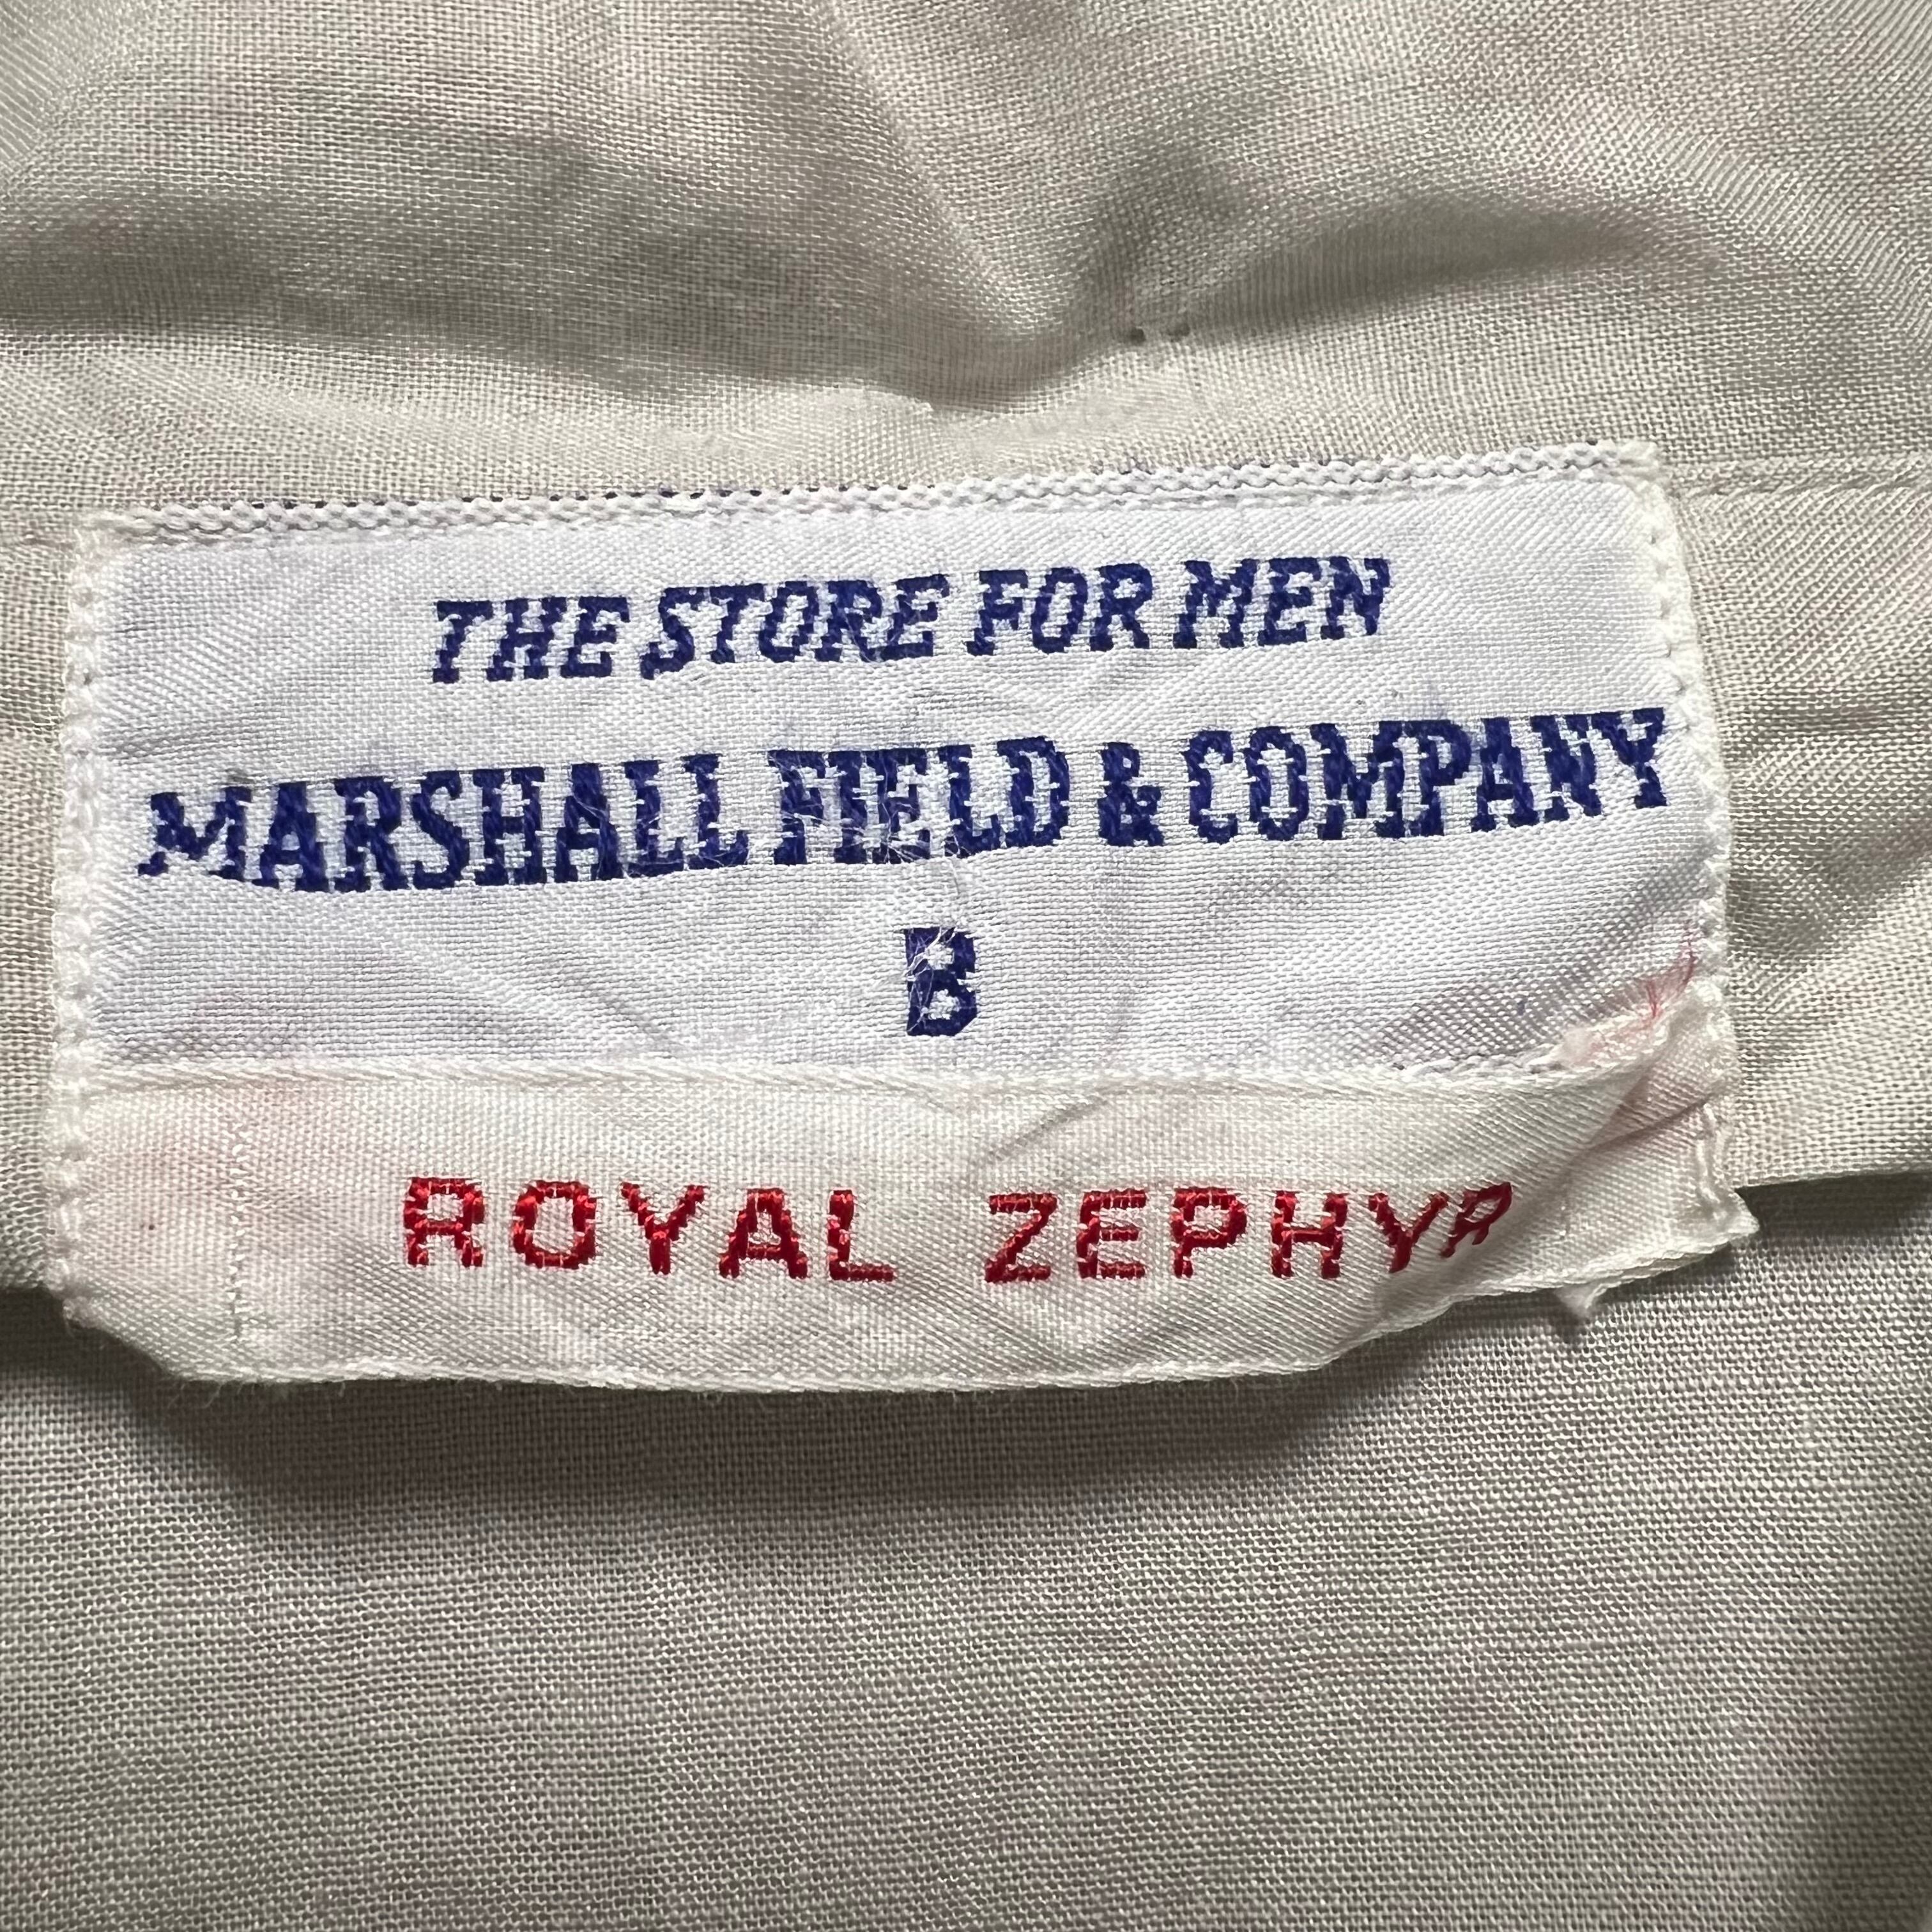 THE STORE FOR MEN
MARSHALL FIELD & COMPANY
B
ROYAL ZEPHYR